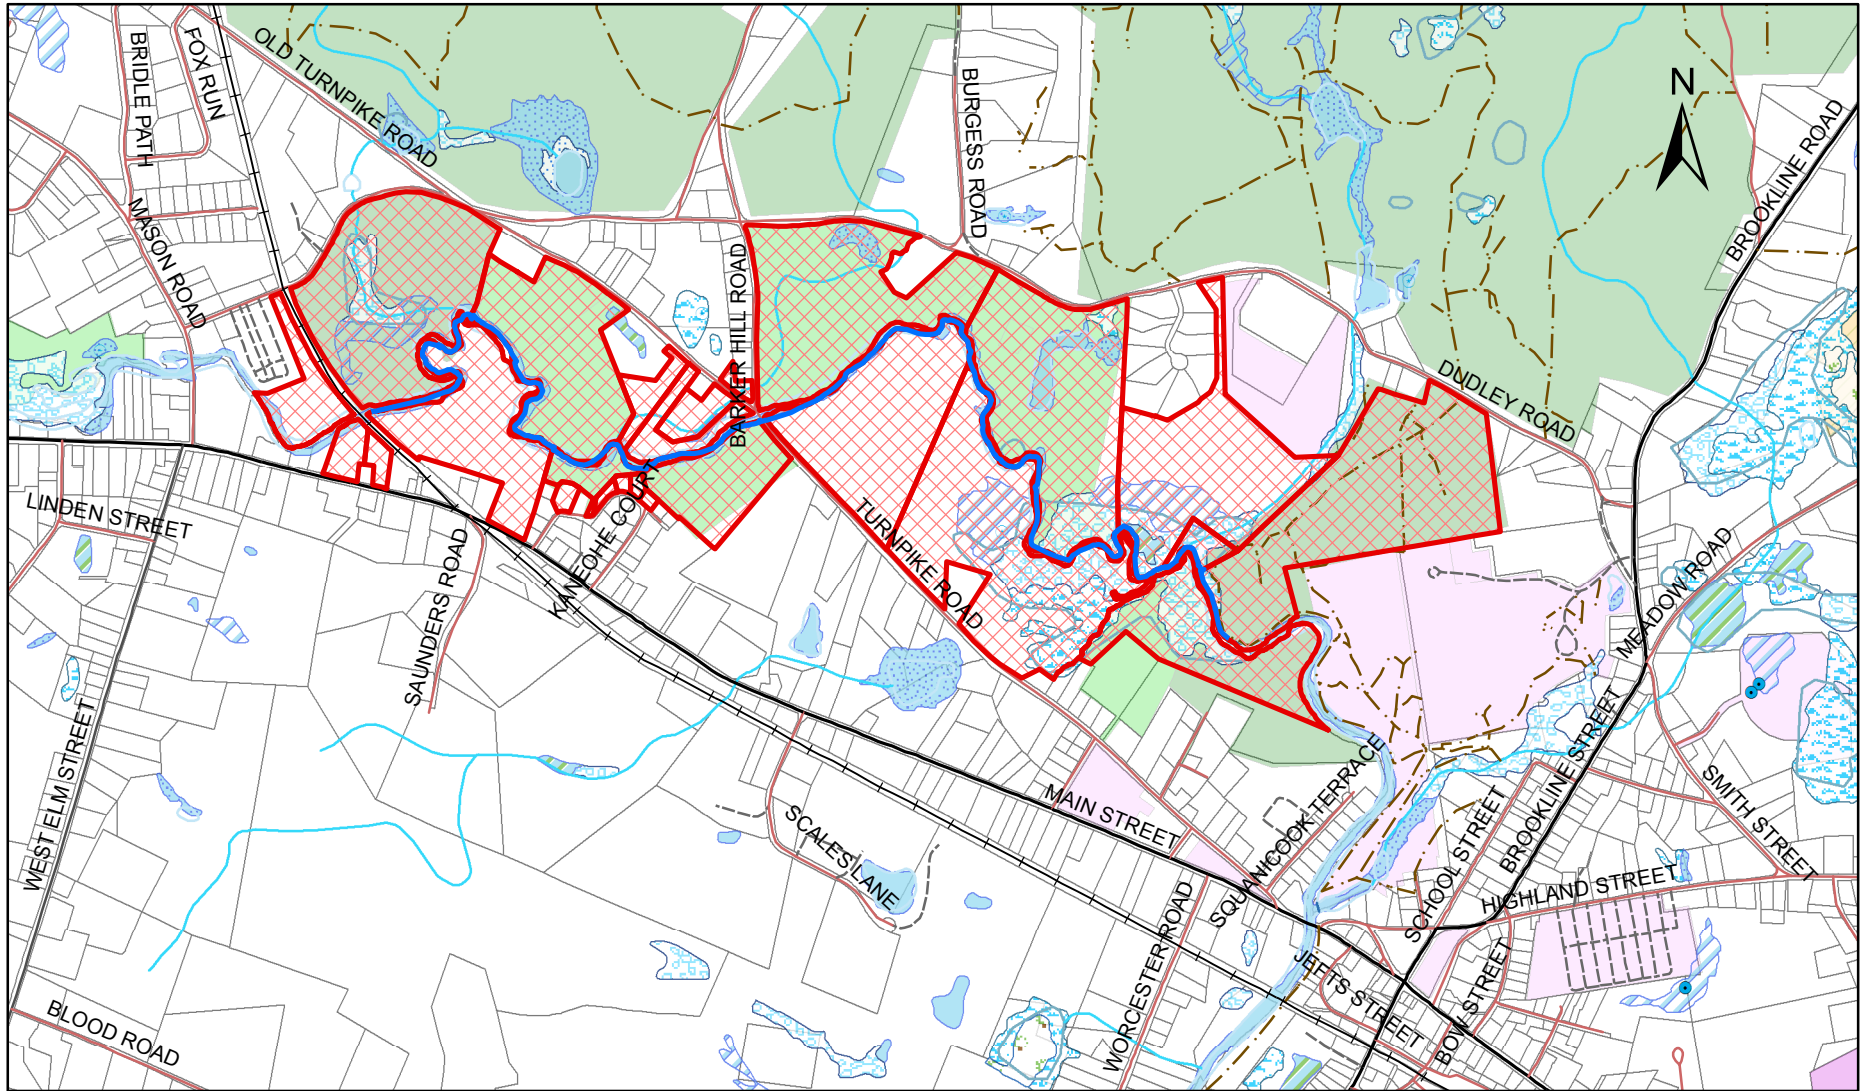 BRIDLE PATH
FOX RUN
OLD TURNPIKE ROAD
BURGESS ROAD
N
BROOKLINE ROAD
MASON ROAD
BARKER HILL ROAD
DUDLEY ROAD
LINDEN STREET
SAUNDERS ROAD
KANEOHE COURT
TURNPIKE ROAD
MEADOW ROAD
WEST ELM STREET
MAIN STREET
SCALES LANE
SQUANICOOK TERRACE
SCHOOL STREET
BROOKLINE STREET
SMITH STREET
HIGHLAND STREET
WORCESTER ROAD
JEFTS STREET
BOW STREET
BLOOD ROAD